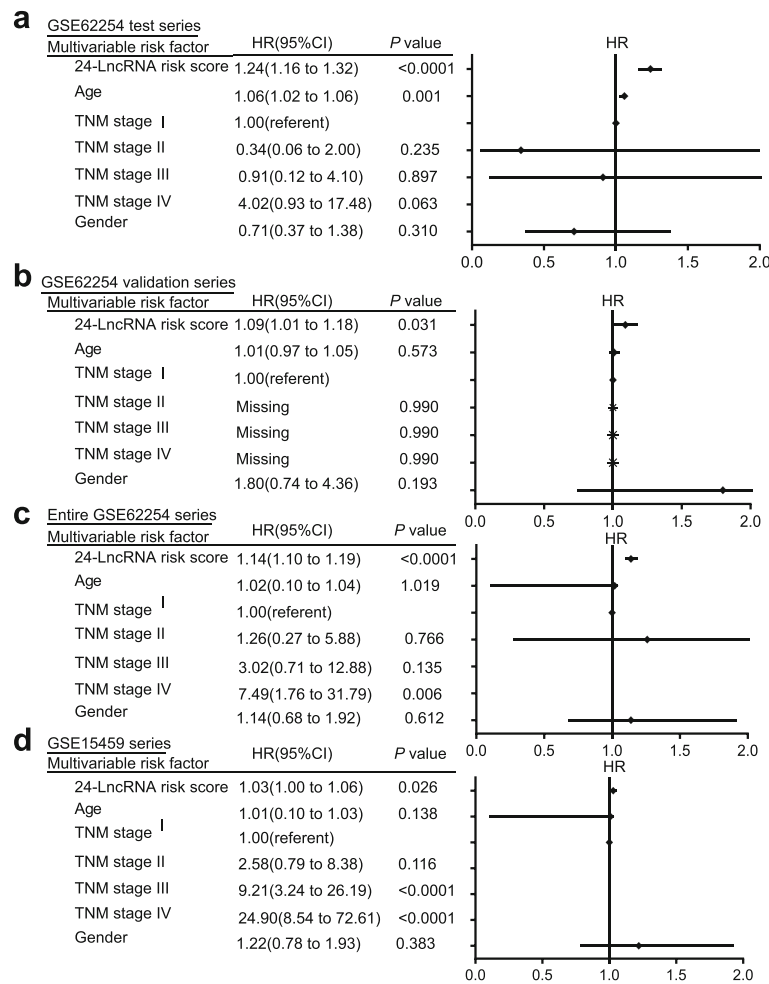 a GSE62254 test series
Multivariable risk factor HR(95%CI) P value HR
24-LncRNA risk score 1.24(1.16 to 1.32) <0.0001
Age 1.06(1.02 to 1.06) 0.001
TNM stage I 1.00(referent)
TNM stage II 0.34(0.06 to 2.00) 0.235
TNM stage III 0.91(0.12 to 4.10) 0.897
TNM stage IV 4.02(0.93 to 17.48) 0.063
Gender 0.71(0.37 to 1.38) 0.310
0.0 0.5 1.0 1.5 2.0
b GSE62254 validation series
Multivariable risk factor HR(95%CI) P value HR
24-LncRNA risk score 1.09(1.01 to 1.18) 0.031
Age 1.01(0.97 to 1.05) 0.573
TNM stage I 1.00(referent)
TNM stage II Missing 0.990
TNM stage III Missing 0.990
TNM stage IV Missing 0.990
Gender 1.80(0.74 to 4.36) 0.193
0.0 0.5 1.0 1.5 2.0
c Entire GSE62254 series
Multivariable risk factor HR(95%CI) P value HR
24-LncRNA risk score 1.14(1.10 to 1.19) <0.0001
Age 1.02(0.10 to 1.04) 1.019
TNM stage I 1.00(referent)
TNM stage II 1.26(0.27 to 5.88) 0.766
TNM stage III 3.02(0.71 to 12.88) 0.135
TNM stage IV 7.49(1.76 to 31.79) 0.006
Gender 1.14(0.68 to 1.92) 0.612
0.0 0.5 1.0 1.5 2.0
d GSE15459 series
Multivariable risk factor HR(95%CI) P value HR
24-LncRNA risk score 1.03(1.00 to 1.06) 0.026
Age 1.01(0.10 to 1.03) 0.138
TNM stage I 1.00(referent)
TNM stage II 2.58(0.79 to 8.38) 0.116
TNM stage III 9.21(3.24 to 26.19) <0.0001
TNM stage IV 24.90(8.54 to 72.61) <0.0001
Gender 1.22(0.78 to 1.93) 0.383
0.0 0.5 1.0 1.5 2.0